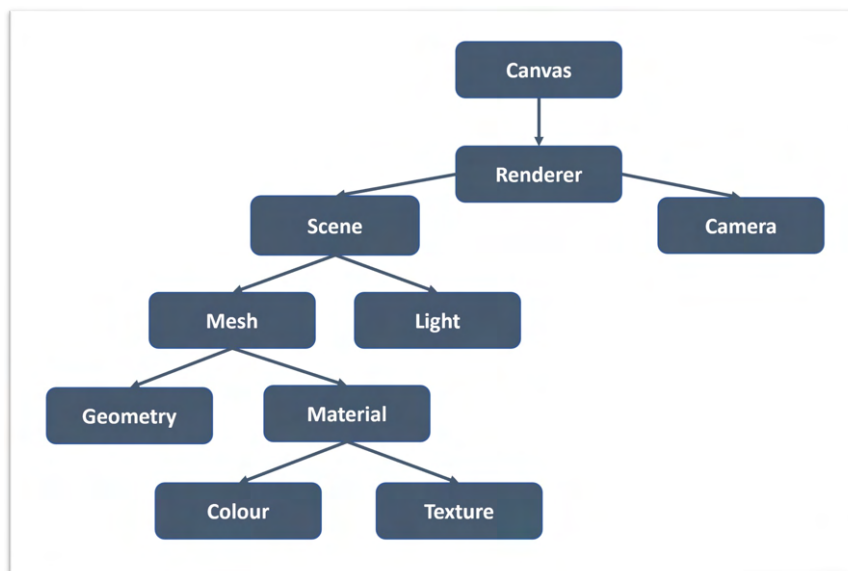 Canvas
Renderer
Scene
Camera
Mesh
Light
Geometry
Material
Colour
Texture